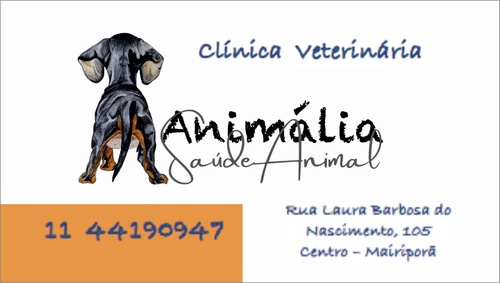 Clínica Veterinária
Animália
Saúde Animal
11 44190947
Rua Laura Barbosa do
Nascimento, 105
Centro – Mairiporã